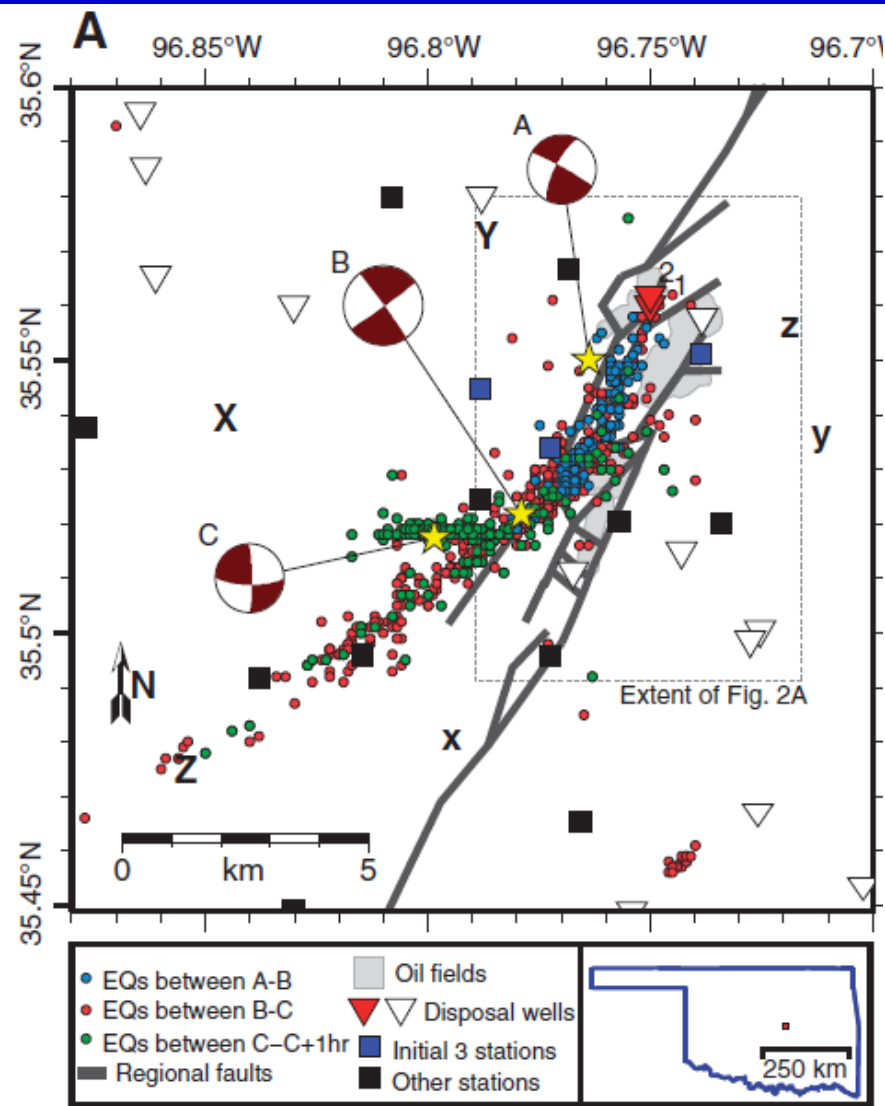 A
96.85°W 96.8°W 96.75°W 96.7°
35.6°N
35.55°N
35.5°N
35.45°N
A
B
C
Y
2
1
z
X
y
N
Extent of Fig. 2A
x
Z
0 km 5
EQs between A-B
EQs between B-C
EQs between C–C+1hr
Regional faults
Oil fields
Disposal wells
Initial 3 stations
Other stations
250 km